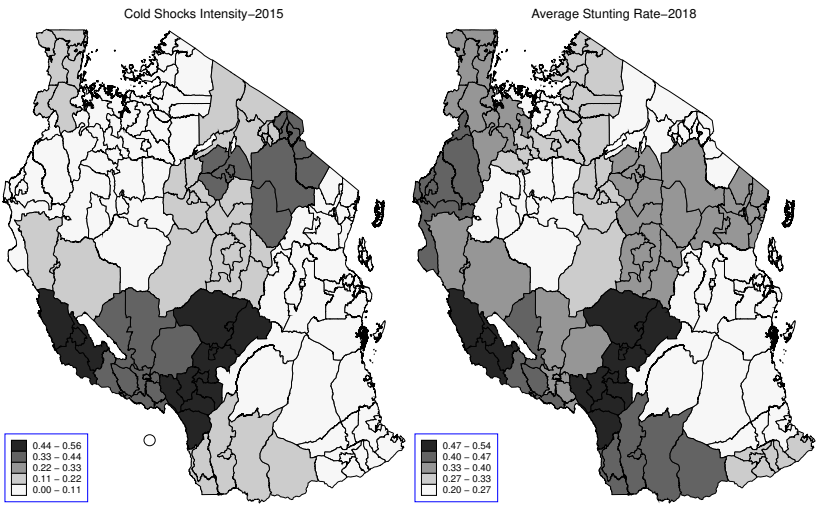 Cold Shocks Intensity−2015
0.44 − 0.56
0.33 − 0.44
0.22 − 0.33
0.11 − 0.22
0.00 − 0.11
Average Stunting Rate−2018
0.47 − 0.54
0.40 − 0.47
0.33 − 0.40
0.27 − 0.33
0.20 − 0.27